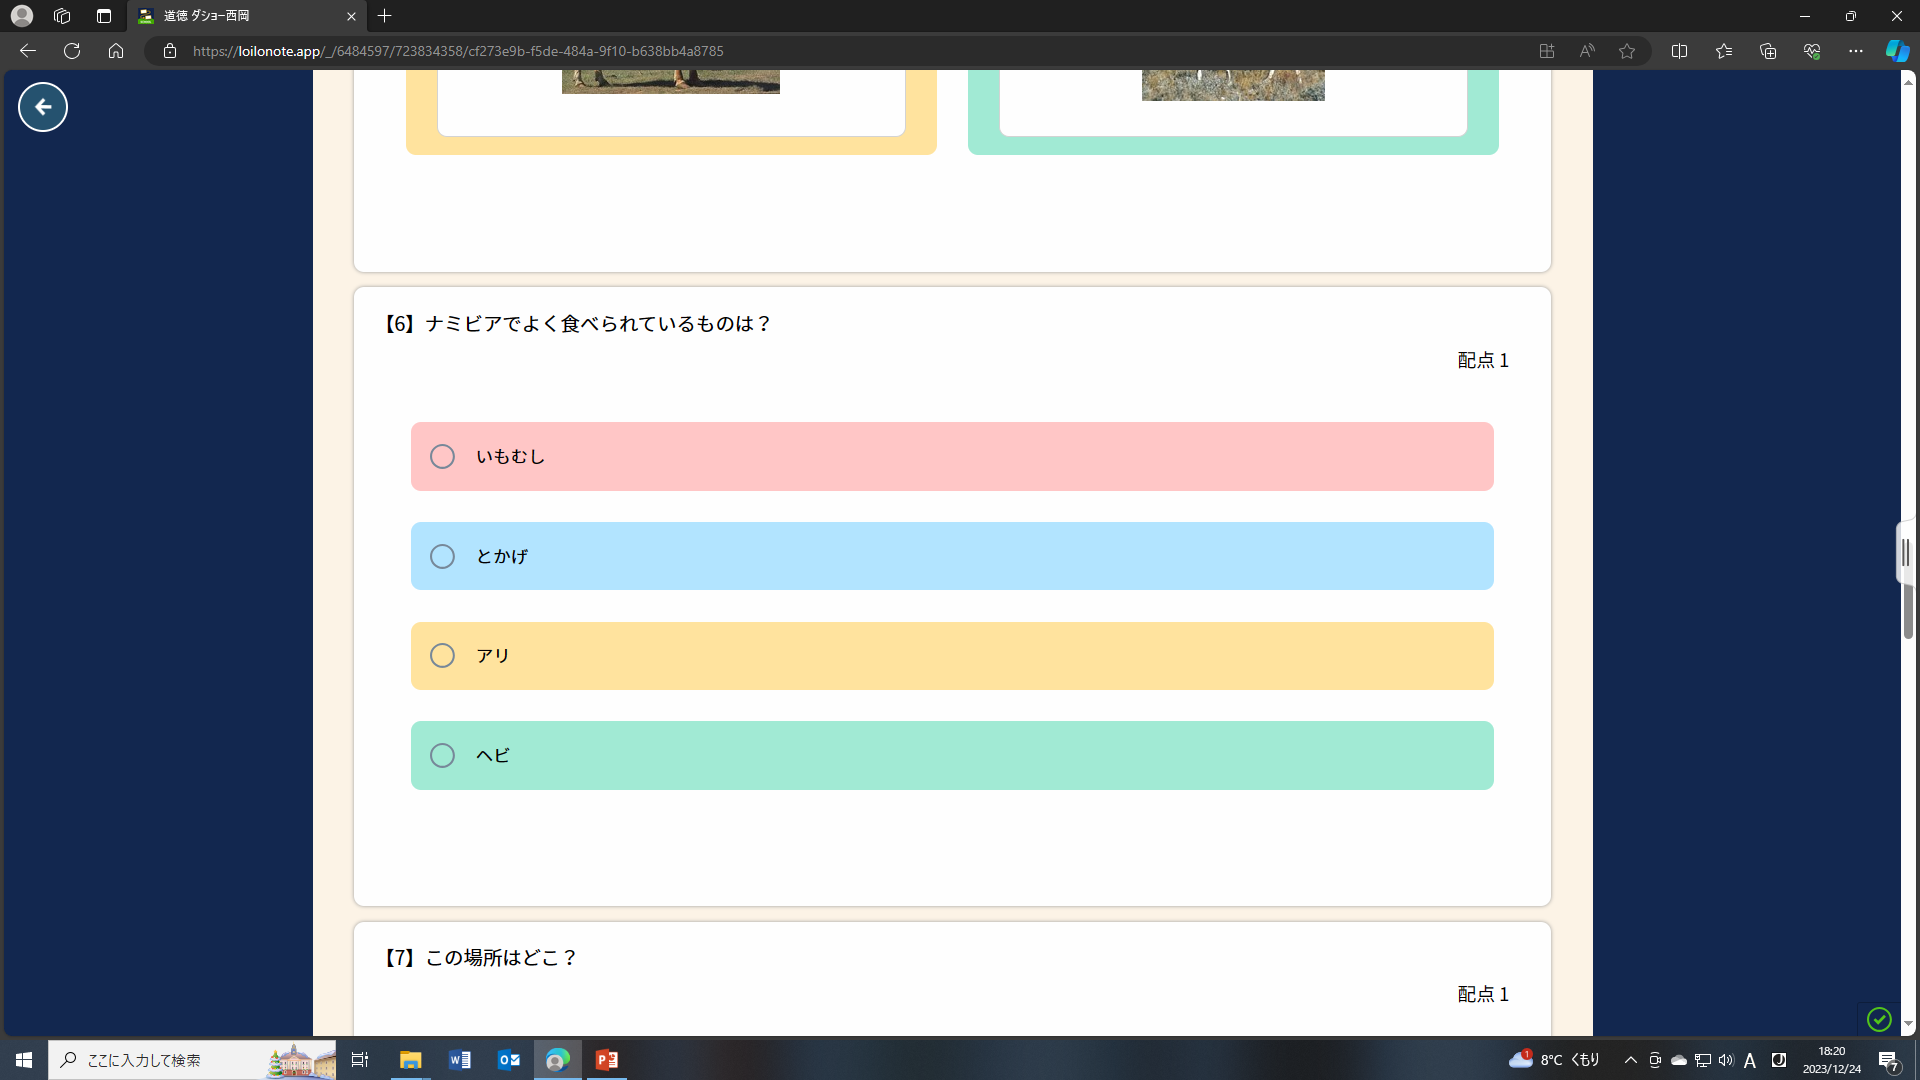 道徳 ダショー西岡
https://loilonote.app/_/6484597/723834358/cf273e9b-f5de-484a-9f10-b638bb4a8785
【6】ナミビアでよく食べられているものは？
配点 1
いもむし
とかげ
アリ
ヘビ
【7】この場所はどこ？
配点 1
ここに入力して検索
8°C くもり
A
18:20
2023/12/24
7